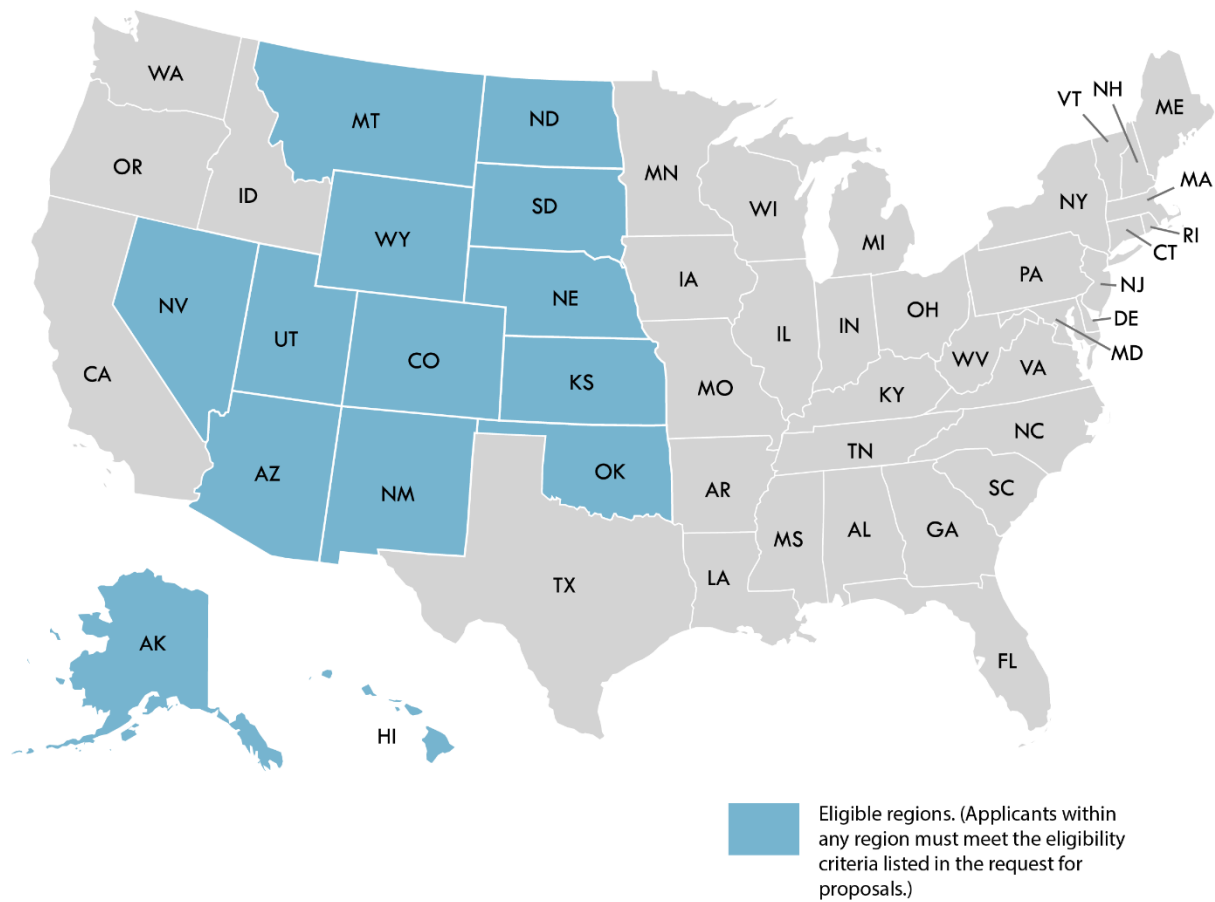 WA
MT
ND
MN
VT
NH
ME
OR
ID
SD
WI
MI
NY
MA
WY
RI
CT
NV
UT
NE
IA
IL
IN
OH
PA
NJ
DE
MD
CA
CO
KS
MO
KY
WV
VA
AZ
NM
OK
AR
TN
NC
SC
MS
AL
GA
TX
LA
FL
AK
HI
Eligible regions. (Applicants within
any region must meet the eligibility
criteria listed in the request for
proposals.)